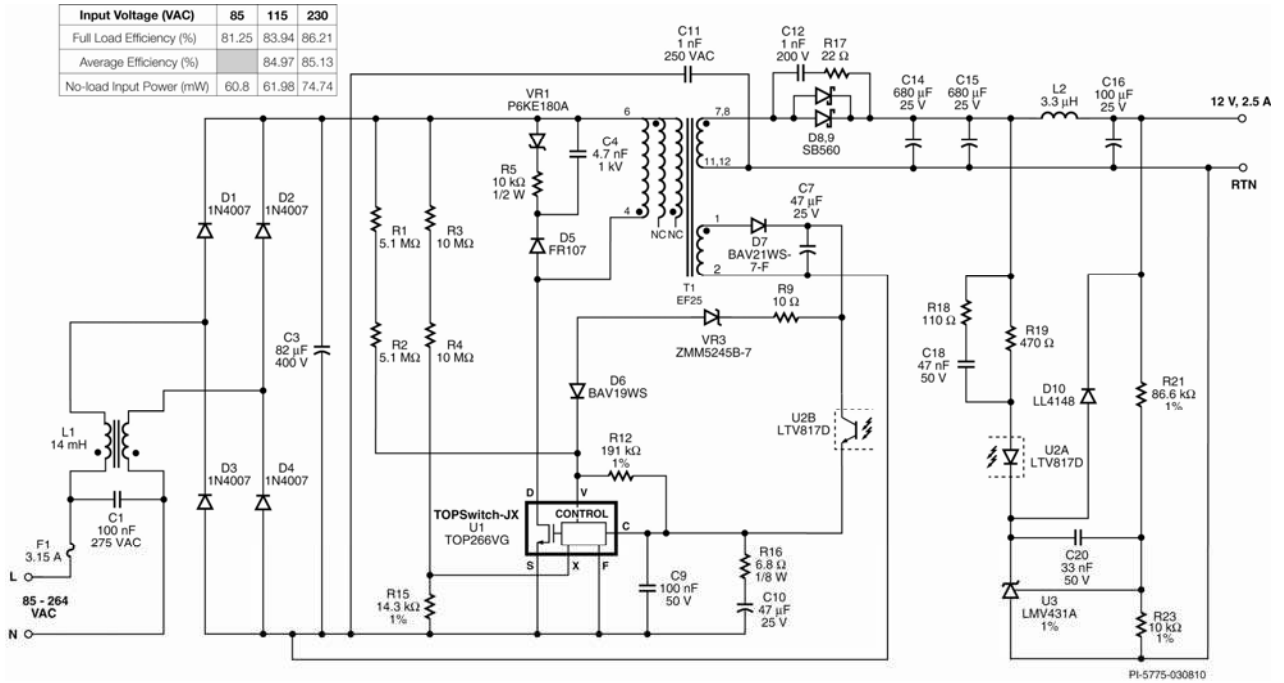 Input Voltage (VAC) 85 115 230
Full Load Efficiency (%) 81.25 83.94 86.21
Average Efficiency (%) 84.97 85.13
No-load Input Power (mW) 60.8 61.98 74.74
C11
1 nF
250 VAC
C12
1 nF
200 V
R17
22 Ω
C14
680 µF
25 V
C15
680 µF
25 V
L2
3.3 µH
C16
100 µF
25 V
12 V, 2.5 A
RTN
VR1
P6KE180A
C4
4.7 nF
1 kV
R5
10 kΩ
1/2 W
D5
FR107
6
4
NC NC
7,8
11,12
1
2
T1
EF25
D8,9
SB560
C7
47 µF
25 V
D7
BAV21WS-
7-F
R9
10 Ω
VR3
ZMM5245B-7
D1
1N4007
D2
1N4007
R1
5.1 MΩ
R3
10 MΩ
R2
5.1 MΩ
R4
10 MΩ
C3
82 µF
400 V
D6
BAV19WS
R12
191 kΩ
1%
U2B
LTV817D
R18
110 Ω
C18
47 nF
50 V
R19
470 Ω
D10
LL4148
R21
86.6 kΩ
1%
U2A
LTV817D
L1
14 mH
D3
1N4007
D4
1N4007
C1
100 nF
275 VAC
F1
3.15 A
L
85 - 264
VAC
N
D
V
TOPSwitch-JX
U1
TOP266VG
CONTROL
C
S
X
F
R15
14.3 kΩ
1%
C9
100 nF
50 V
R16
6.8 Ω
1/8 W
C10
47 µF
25 V
C20
33 nF
50 V
U3
LMV431A
1%
R23
10 kΩ
1%
PI-5775-030810